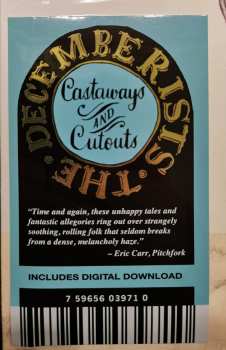 · THE · DECEMBERISTS
Castaways
AND
Cutouts
“Time and again, these unhappy tales and
fantastic allegories ring out over strangely
soothing, rolling folk that seldom breaks
from a dense, melancholy haze.”
– Eric Carr, Pitchfork
INCLUDES DIGITAL DOWNLOAD
7 59656 03971 0